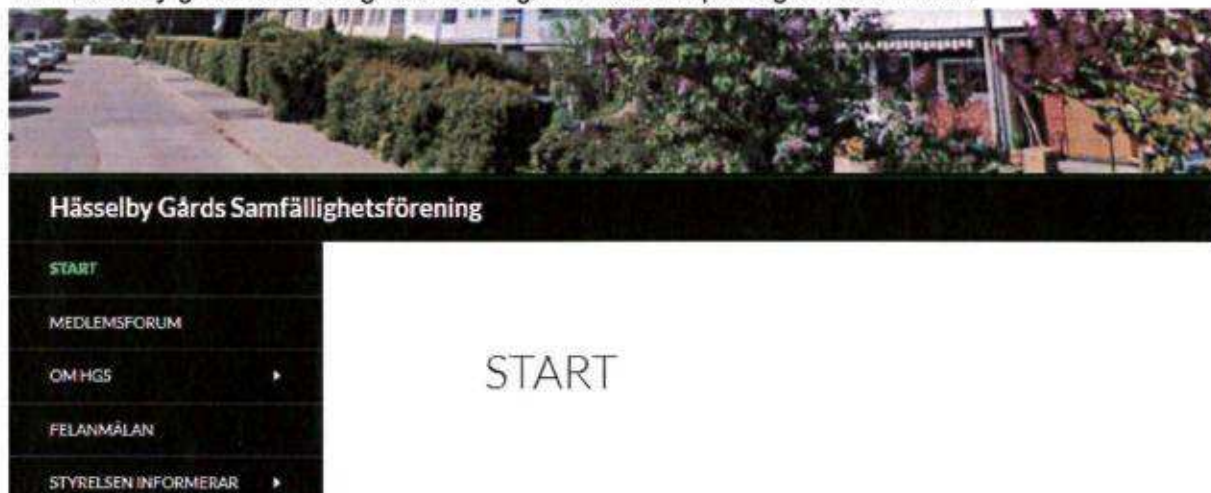 Hässelby Gårds Samfällighetsförening
START
MEDLEMSFORUM
OM HGS
FELANMÄLAN
STYRELSEN INFORMERAR
START